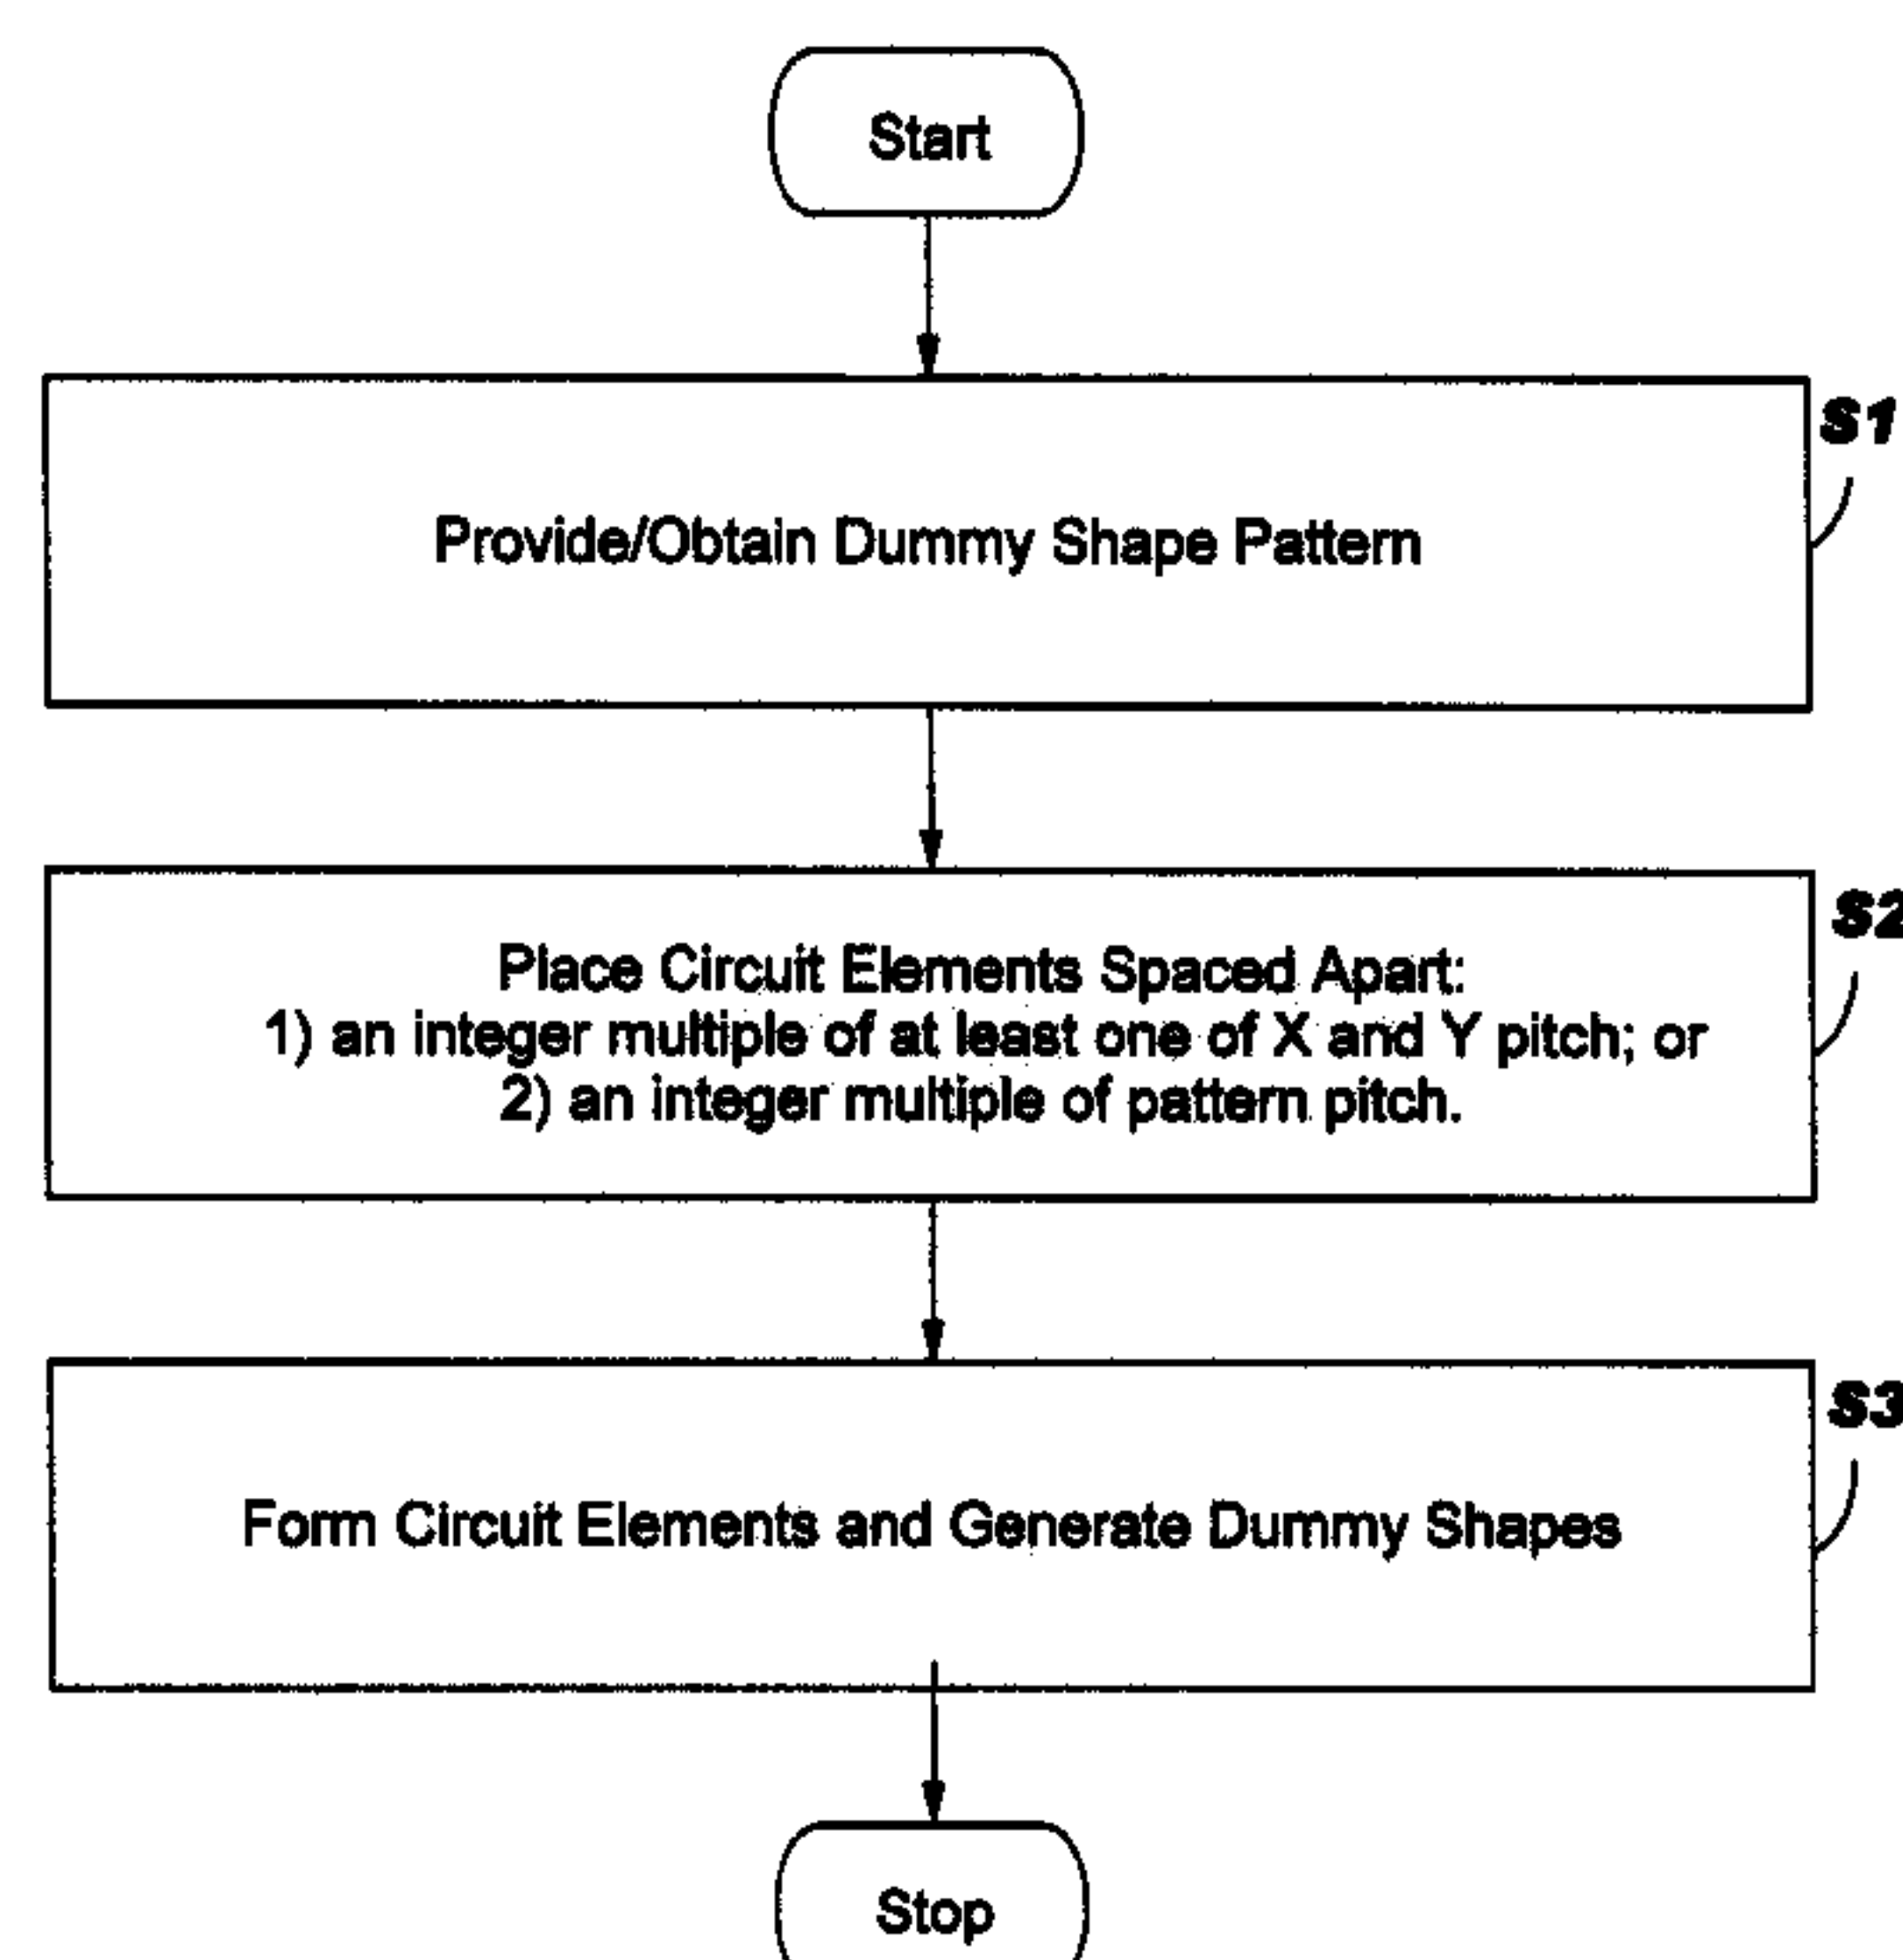 Start
S1
Provide/Obtain Dummy Shape Pattern
S2
Place Circuit Elements Spaced Apart:
1) an integer multiple of at least one of X and Y pitch; or
2) an integer multiple of pattern pitch.
S3
Form Circuit Elements and Generate Dummy Shapes
Stop